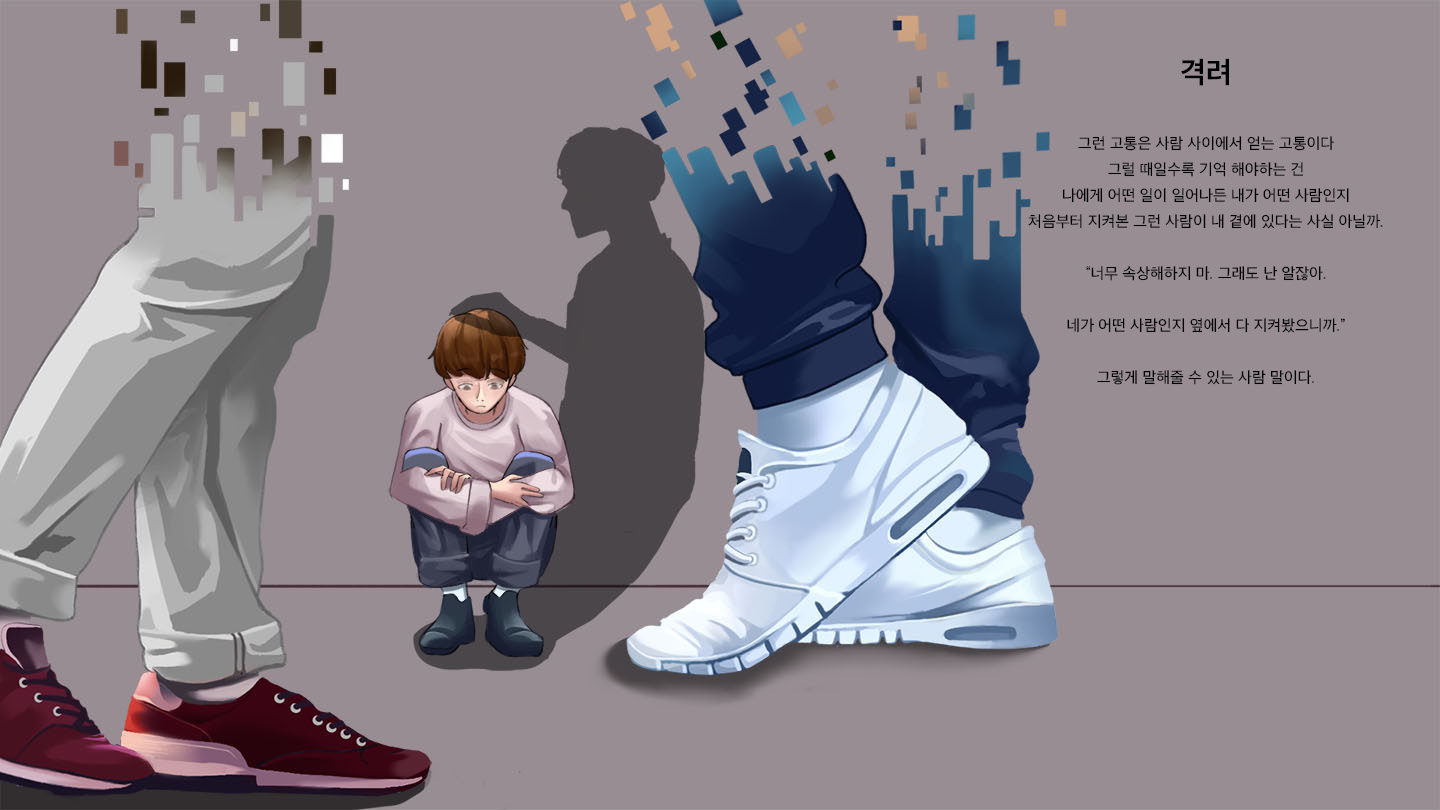 격려
그런 고통은 사람 사이에서 얻는 고통이다
그럴 때일수록 기억 해야하는 건
나에게 어떤 일이 일어나든 내가 어떤 사람인지
처음부터 지켜본 그런 사람이 내 곁에 있다는 사실 아닐까.
“너무 속상해하지 마. 그래도 난 알잖아.
네가 어떤 사람인지 옆에서 다 지켜봤으니까.”
그렇게 말해줄 수 있는 사람 말이다.